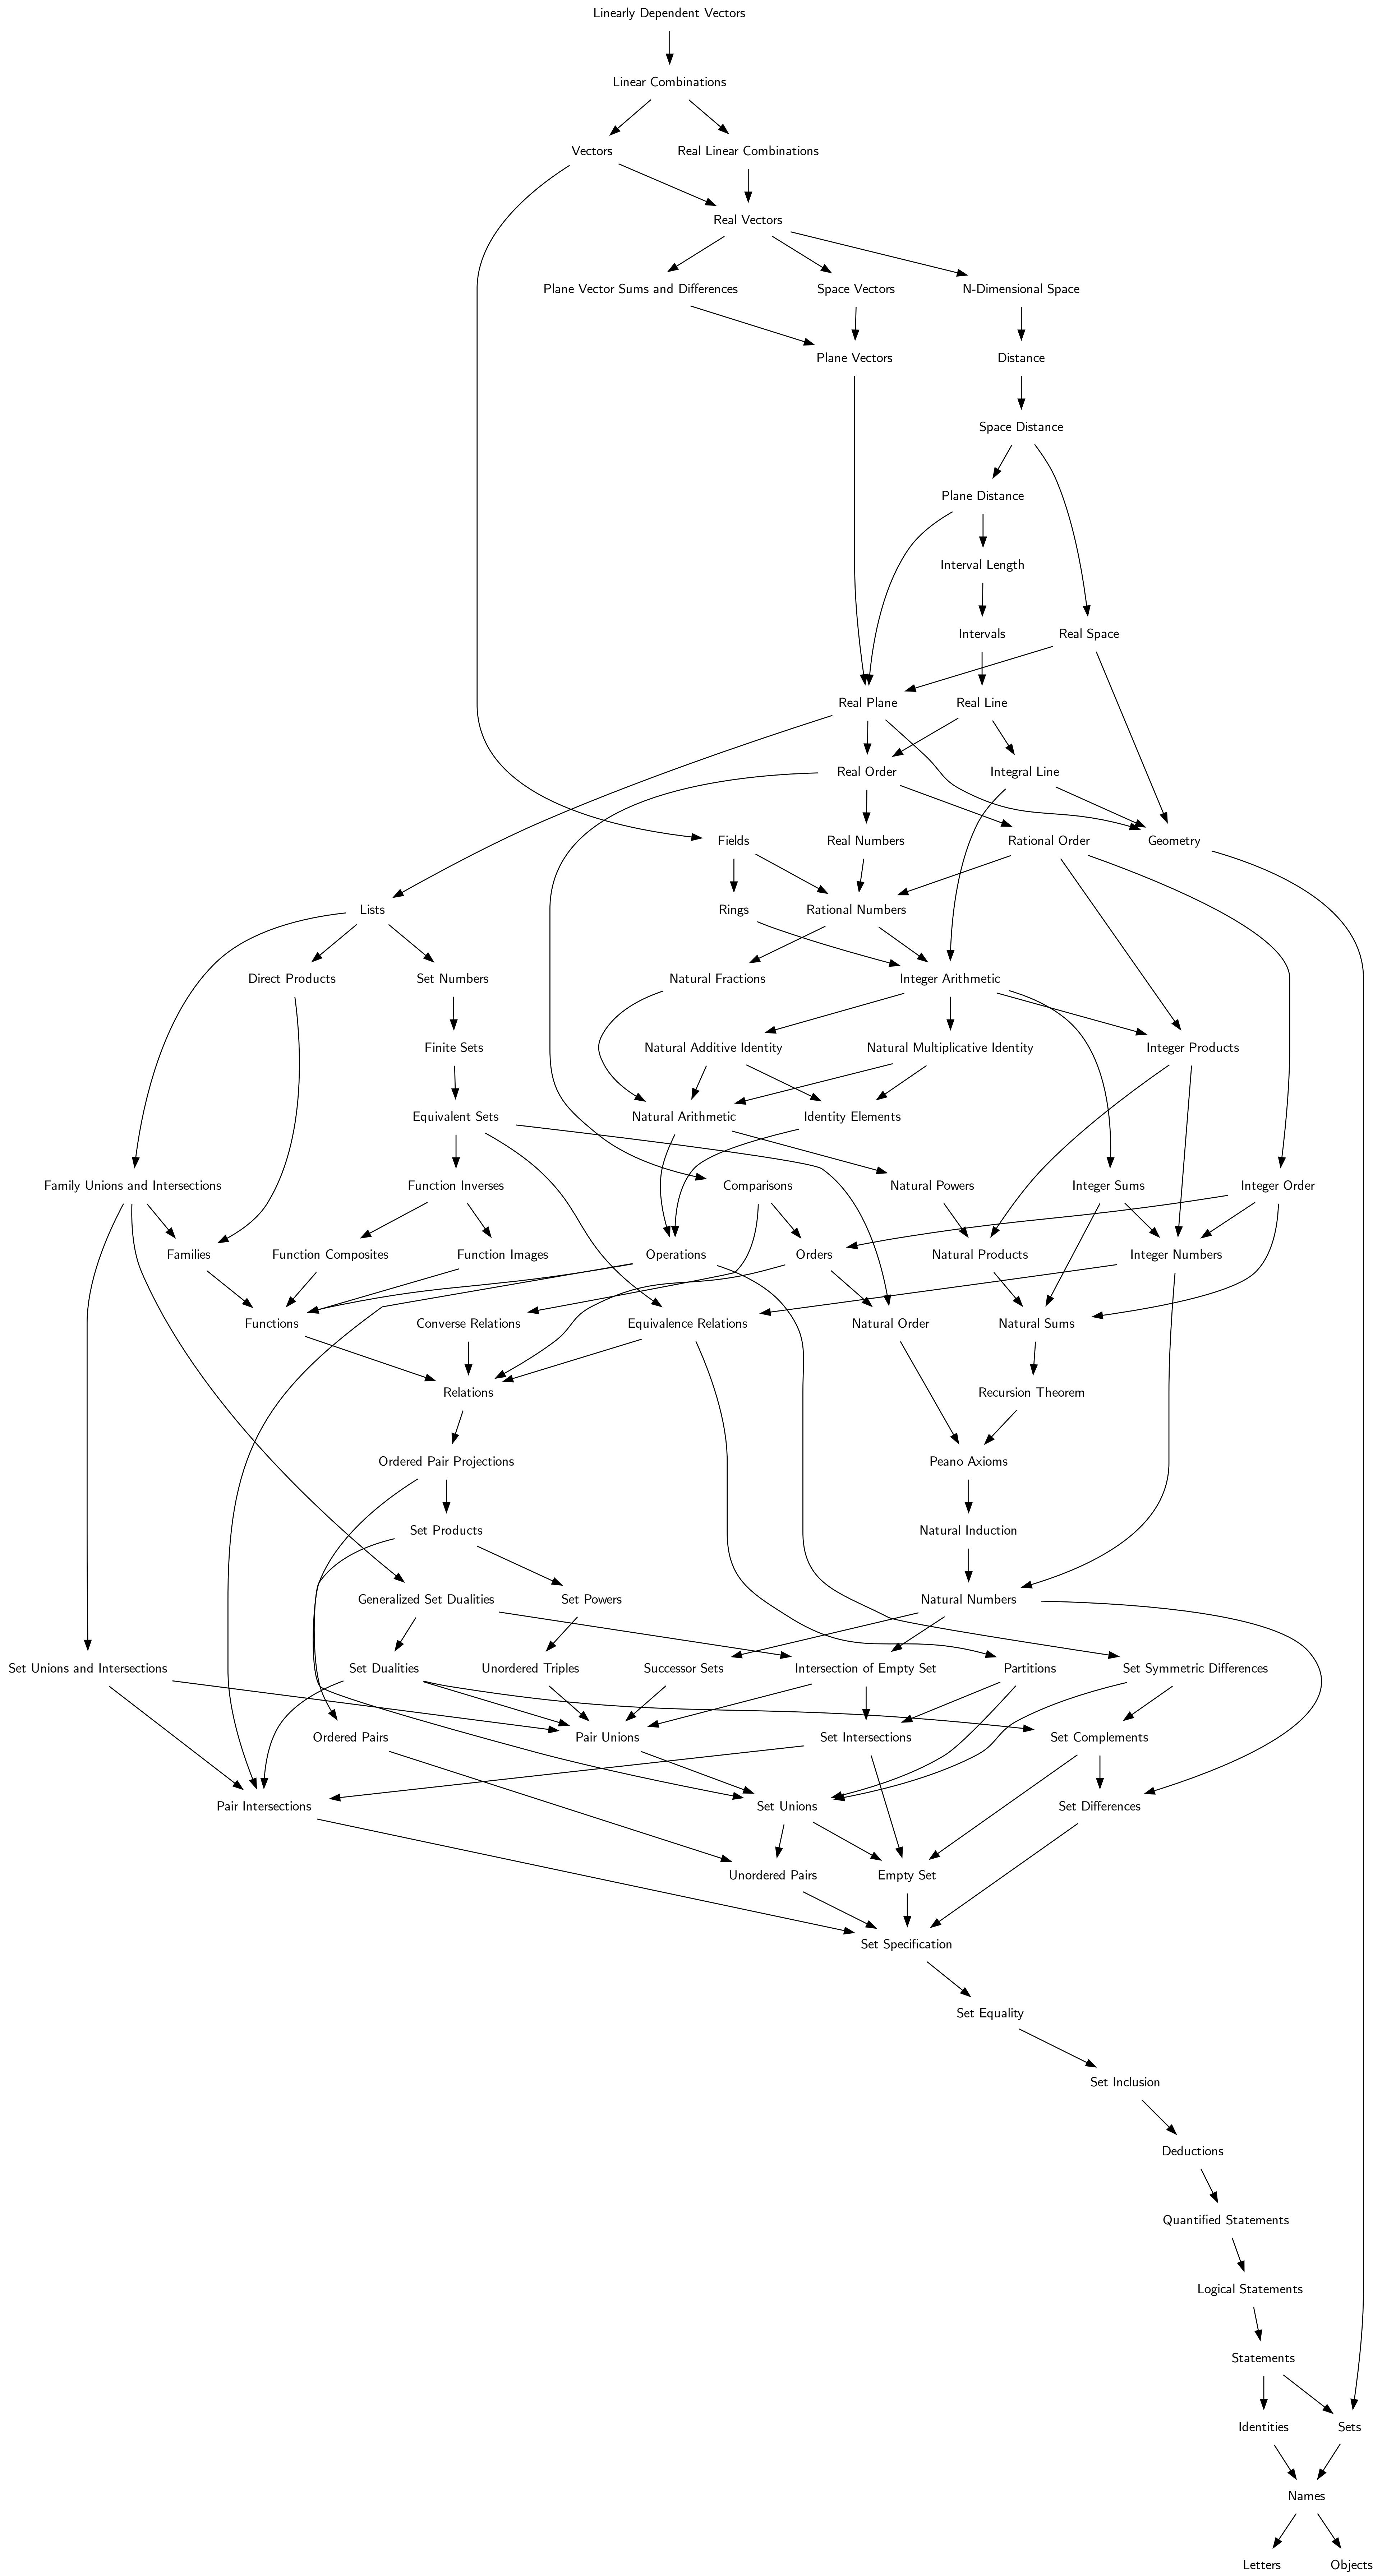 Linearly Dependent Vectors
Linear Combinations
Vectors
Real Linear Combinations
Real Vectors
Plane Vector Sums and Differences
Space Vectors
N-Dimensional Space
Plane Vectors
Distance
Space Distance
Plane Distance
Interval Length
Intervals
Real Space
Real Plane
Real Line
Real Order
Integral Line
Fields
Real Numbers
Rational Order
Geometry
Lists
Rings
Rational Numbers
Direct Products
Set Numbers
Natural Fractions
Integer Arithmetic
Finite Sets
Natural Additive Identity
Natural Multiplicative Identity
Integer Products
Equivalent Sets
Natural Arithmetic
Identity Elements
Family Unions and Intersections
Function Inverses
Comparisons
Natural Powers
Integer Sums
Integer Order
Families
Function Composites
Function Images
Operations
Orders
Natural Products
Integer Numbers
Functions
Converse Relations
Equivalence Relations
Natural Order
Natural Sums
Relations
Recursion Theorem
Ordered Pair Projections
Peano Axioms
Set Products
Natural Induction
Generalized Set Dualities
Set Powers
Natural Numbers
Set Unions and Intersections
Set Dualities
Unordered Triples
Successor Sets
Intersection of Empty Set
Partitions
Set Symmetric Differences
Ordered Pairs
Pair Unions
Set Intersections
Set Complements
Pair Intersections
Set Unions
Set Differences
Unordered Pairs
Empty Set
Set Specification
Set Equality
Set Inclusion
Deductions
Quantified Statements
Logical Statements
Statements
Identities
Sets
Names
Letters
Objects